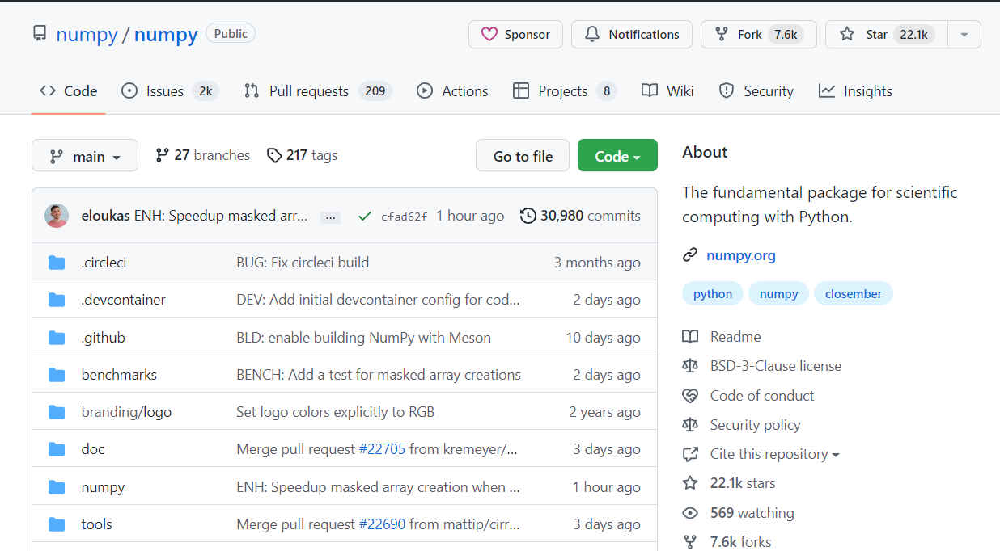 numpy / numpy Public Sponsor Notifications Fork 7.6k Star 22.1k
Code Issues 2k Pull requests 209 Actions Projects 8 Wiki Security Insights
main 27 branches 217 tags Go to file Code
eloukas ENH: Speedup masked arr... ... cfad62f 1 hour ago 30,980 commits
.circleci BUG: Fix circleci build 3 months ago
.devcontainer DEV: Add initial devcontainer config for cod... 2 days ago
.github BLD: enable building NumPy with Meson 10 days ago
benchmarks BENCH: Add a test for masked array creations 2 days ago
branding/logo Set logo colors explicitly to RGB 2 years ago
doc Merge pull request #22705 from kremeyer/... 3 days ago
numpy ENH: Speedup masked array creation when ... 1 hour ago
tools Merge pull request #22690 from mattip/cirr... 3 days ago
About
The fundamental package for scientific
computing with Python.
numpy.org
python numpy closember
Readme
BSD-3-Clause license
Code of conduct
Security policy
Cite this repository
22.1k stars
569 watching
7.6k forks